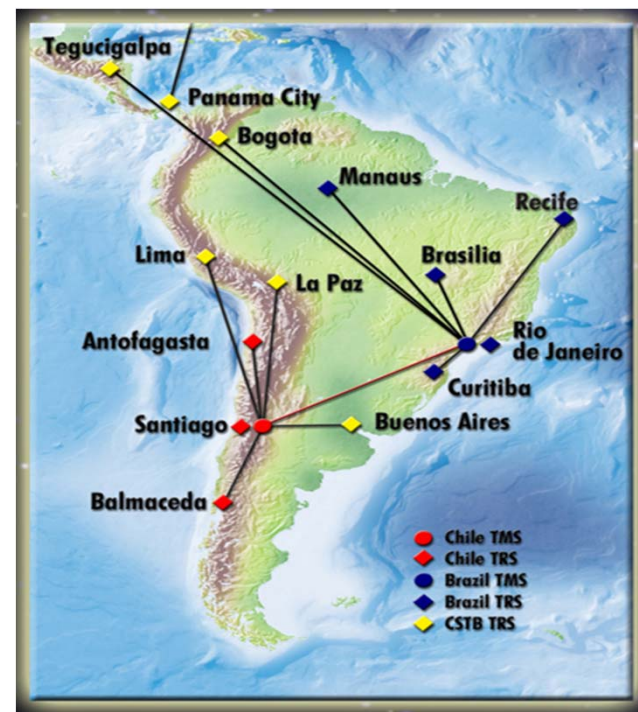 Tegucigalpa
Panama City
Bogota
Manaus
Recife
Lima
Brasilia
La Paz
Antofagasta
Rio
de Janeiro
Curitiba
Santiago
Buenos Aires
Balmaceda
Chile TMS
Chile TRS
Brazil TMS
Brazil TRS
CSTB TRS